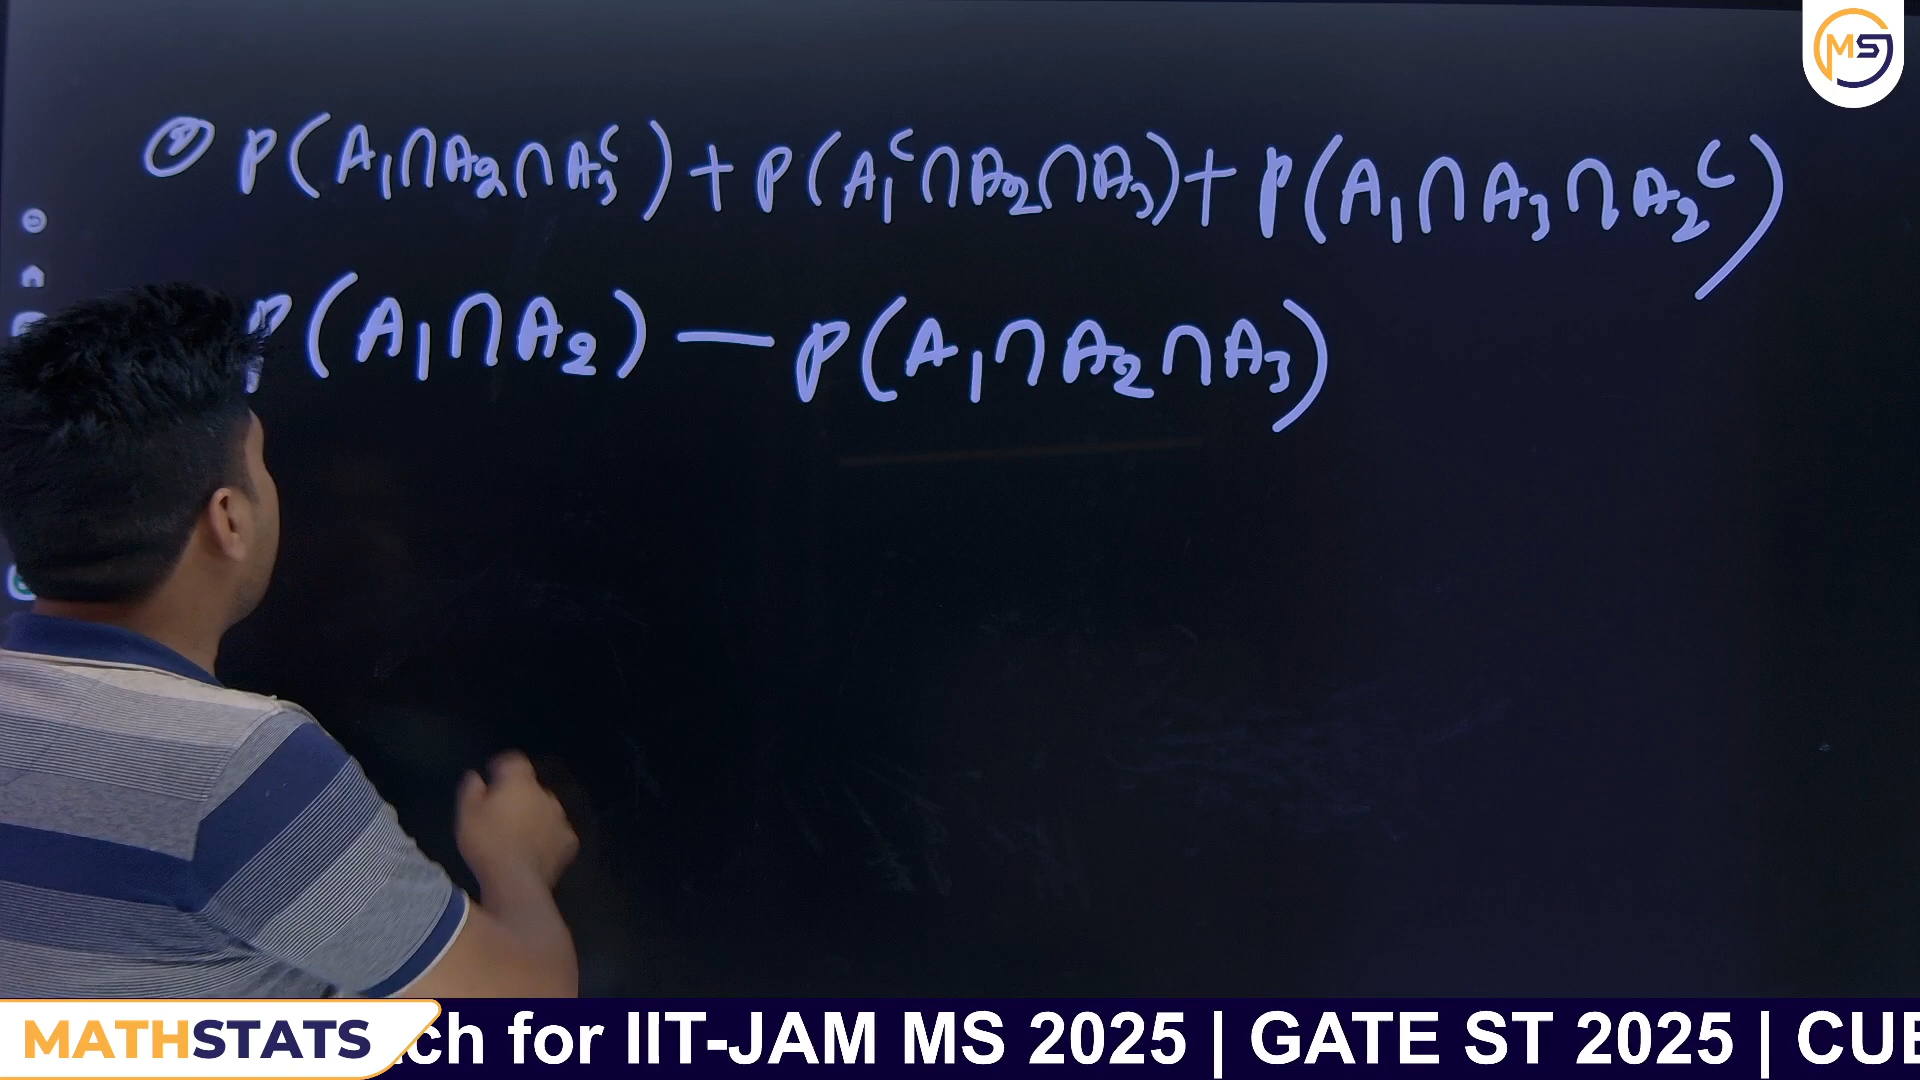 MS
P(A₁∩A₂∩A₃ᶜ) + P(A₁ᶜ∩A₂∩A₃) + P(A₁∩A₃∩A₂ᶜ)
P(A₁∩A₂) — P(A₁∩A₂∩A₃)
MATHSTATS ch for IIT-JAM MS 2025 | GATE ST 2025 |